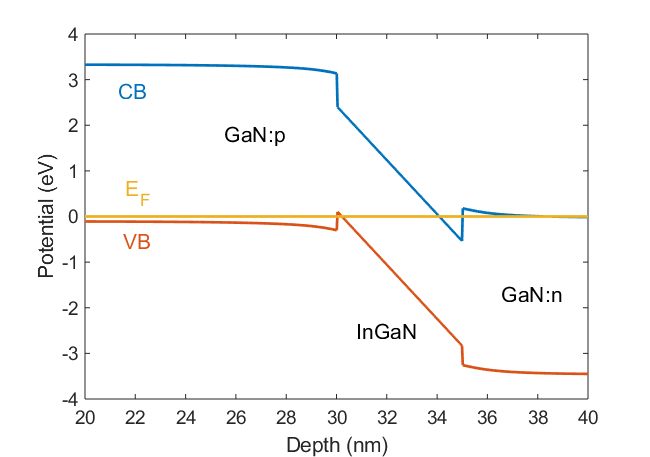 4
3
2
1
0
-1
-2
-3
-4
Potential (eV)
CB
GaN:p
E_F
VB
GaN:n
InGaN
20 22 24 26 28 30 32 34 36 38 40
Depth (nm)